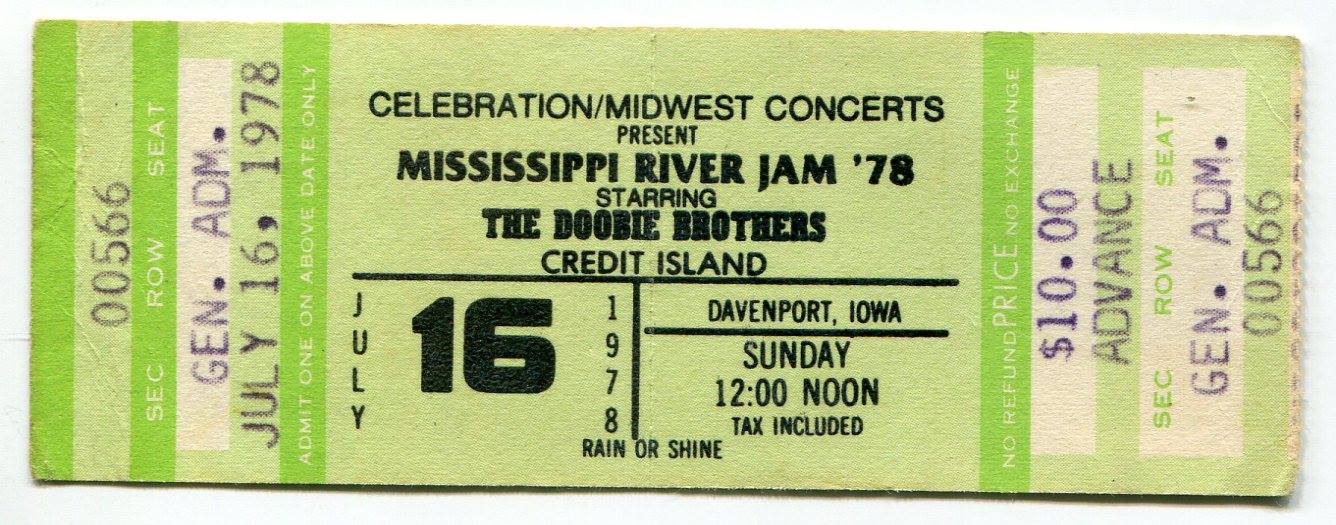 00566
SEC ROW SEAT
GEN. ADM.
JULY 16, 1978
ADMIT ONE ON ABOVE DATE ONLY
CELEBRATION/MIDWEST CONCERTS
PRESENT
MISSISSIPPI RIVER JAM '78
STARRING
THE DOOBIE BROTHERS
CREDIT ISLAND
JULY
16
1978
DAVENPORT, IOWA
SUNDAY
12:00 NOON
TAX INCLUDED
RAIN OR SHINE
NO REFUND PRICE NO EXCHANGE
$10.00
ADVANCE
SEC ROW SEAT
GEN. ADM.
00566